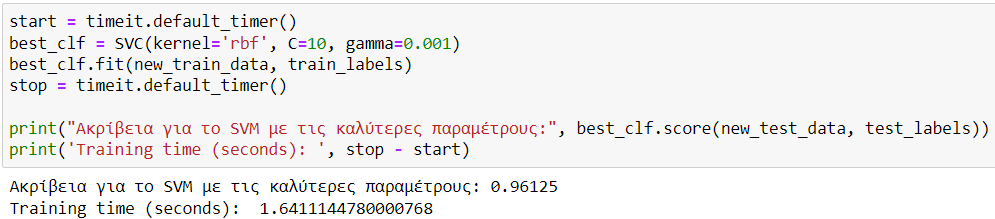 start = timeit.default_timer()
best_clf = SVC(kernel='rbf', C=10, gamma=0.001)
best_clf.fit(new_train_data, train_labels)
stop = timeit.default_timer()
print("Ακρίβεια για το SVM με τις καλύτερες παραμέτρους:", best_clf.score(new_test_data, test_labels))
print('Training time (seconds): ', stop - start)
Ακρίβεια για το SVM με τις καλύτερες παραμέτρους: 0.96125
Training time (seconds):  1.6411144780000768